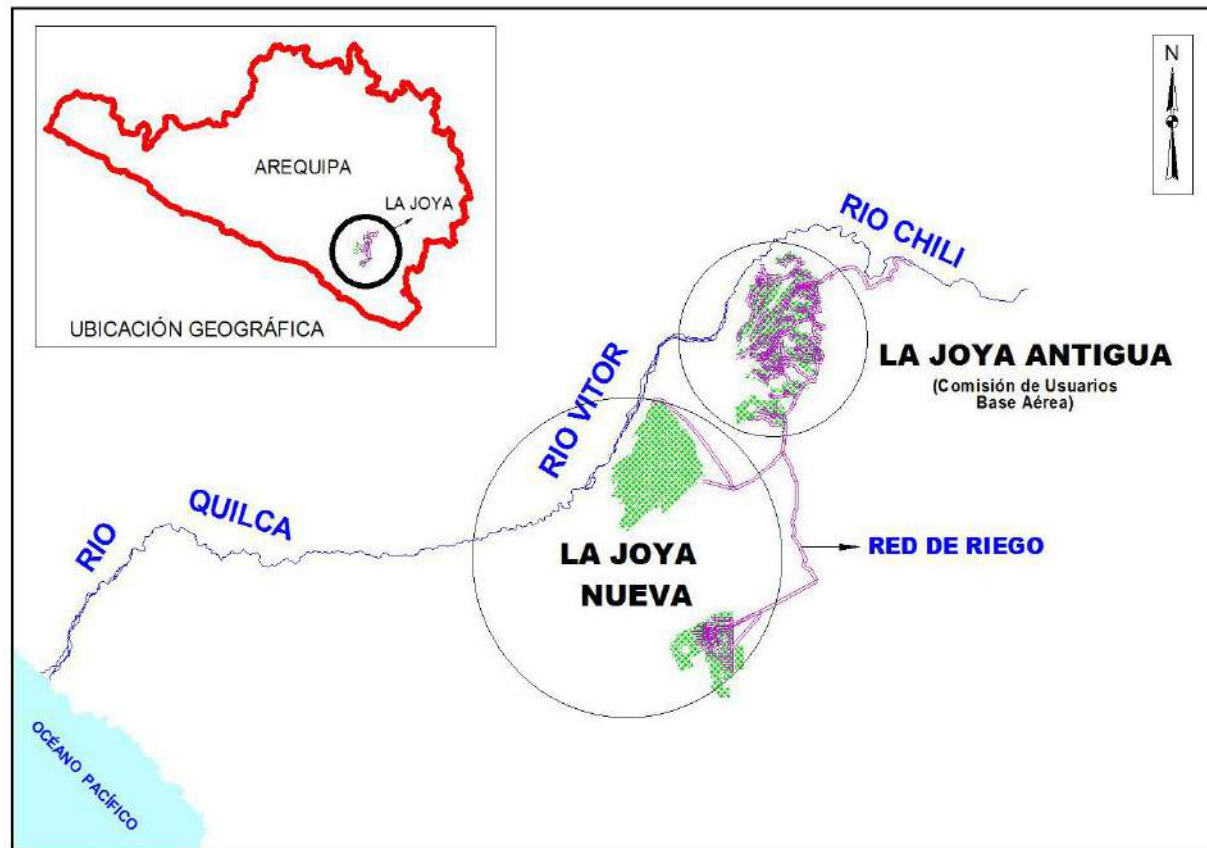 AREQUIPA
LA JOYA
UBICACIÓN GEOGRÁFICA
N
RIO CHILI
LA JOYA ANTIGUA
(Comisión de Usuarios
Base Aérea)
RIO VITOR
RIO QUILCA
LA JOYA
NUEVA
RED DE RIEGO
OCÉANO PACÍFICO